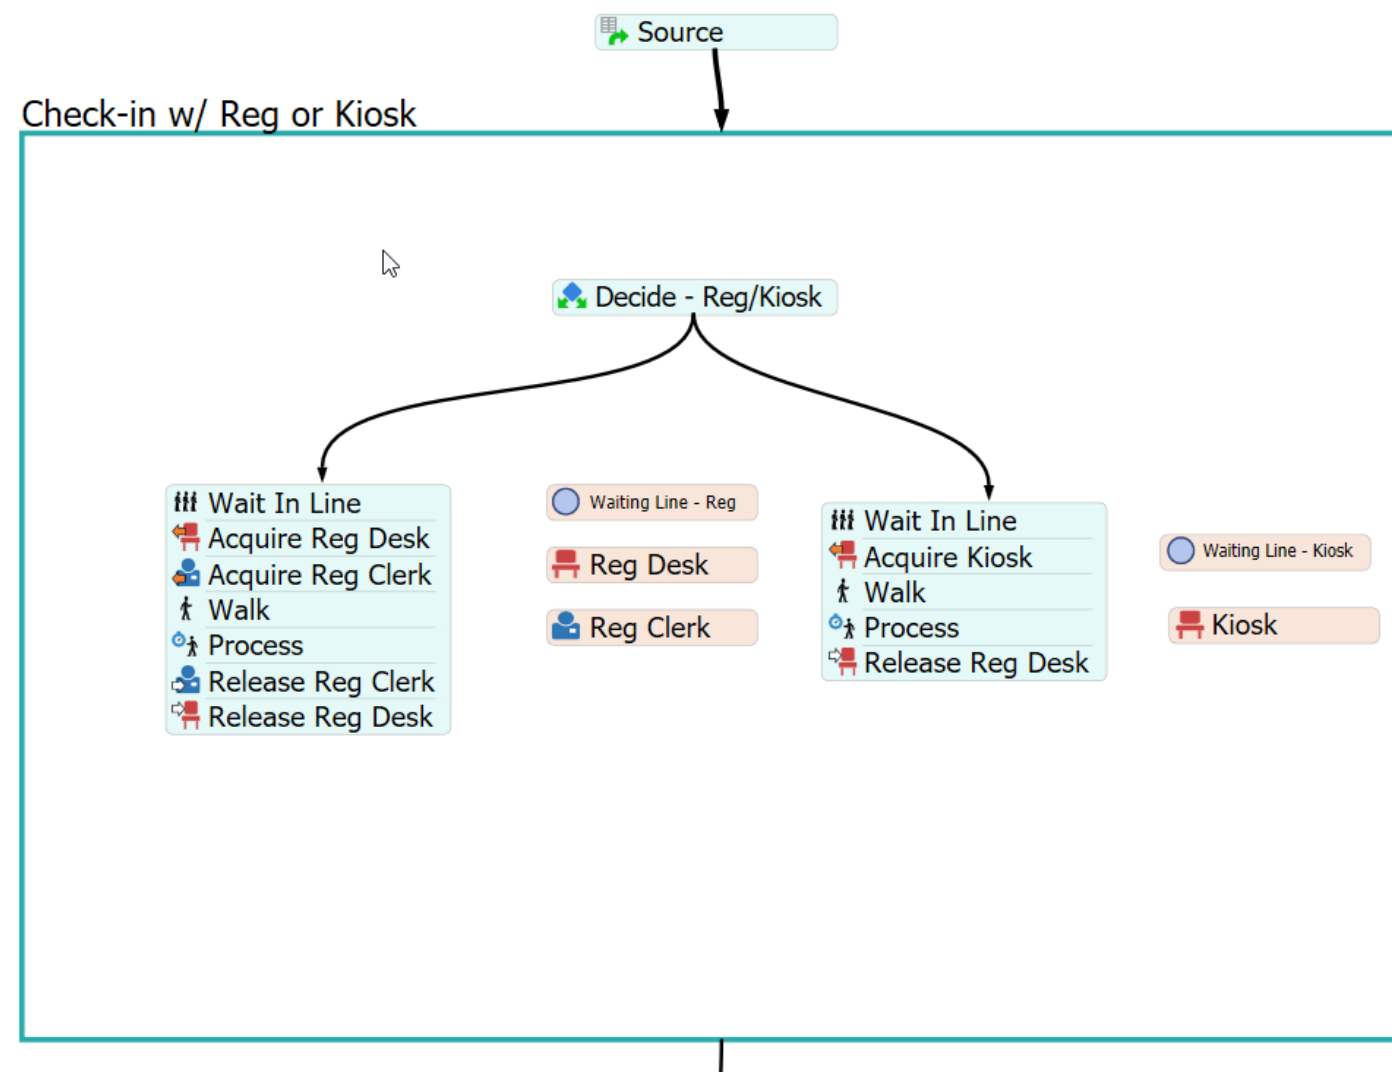 Source
Check-in w/ Reg or Kiosk
Decide - Reg/Kiosk
Wait In Line
Acquire Reg Desk
Acquire Reg Clerk
Walk
Process
Release Reg Clerk
Release Reg Desk
Waiting Line - Reg
Reg Desk
Reg Clerk
Wait In Line
Acquire Kiosk
Walk
Process
Release Reg Desk
Waiting Line - Kiosk
Kiosk